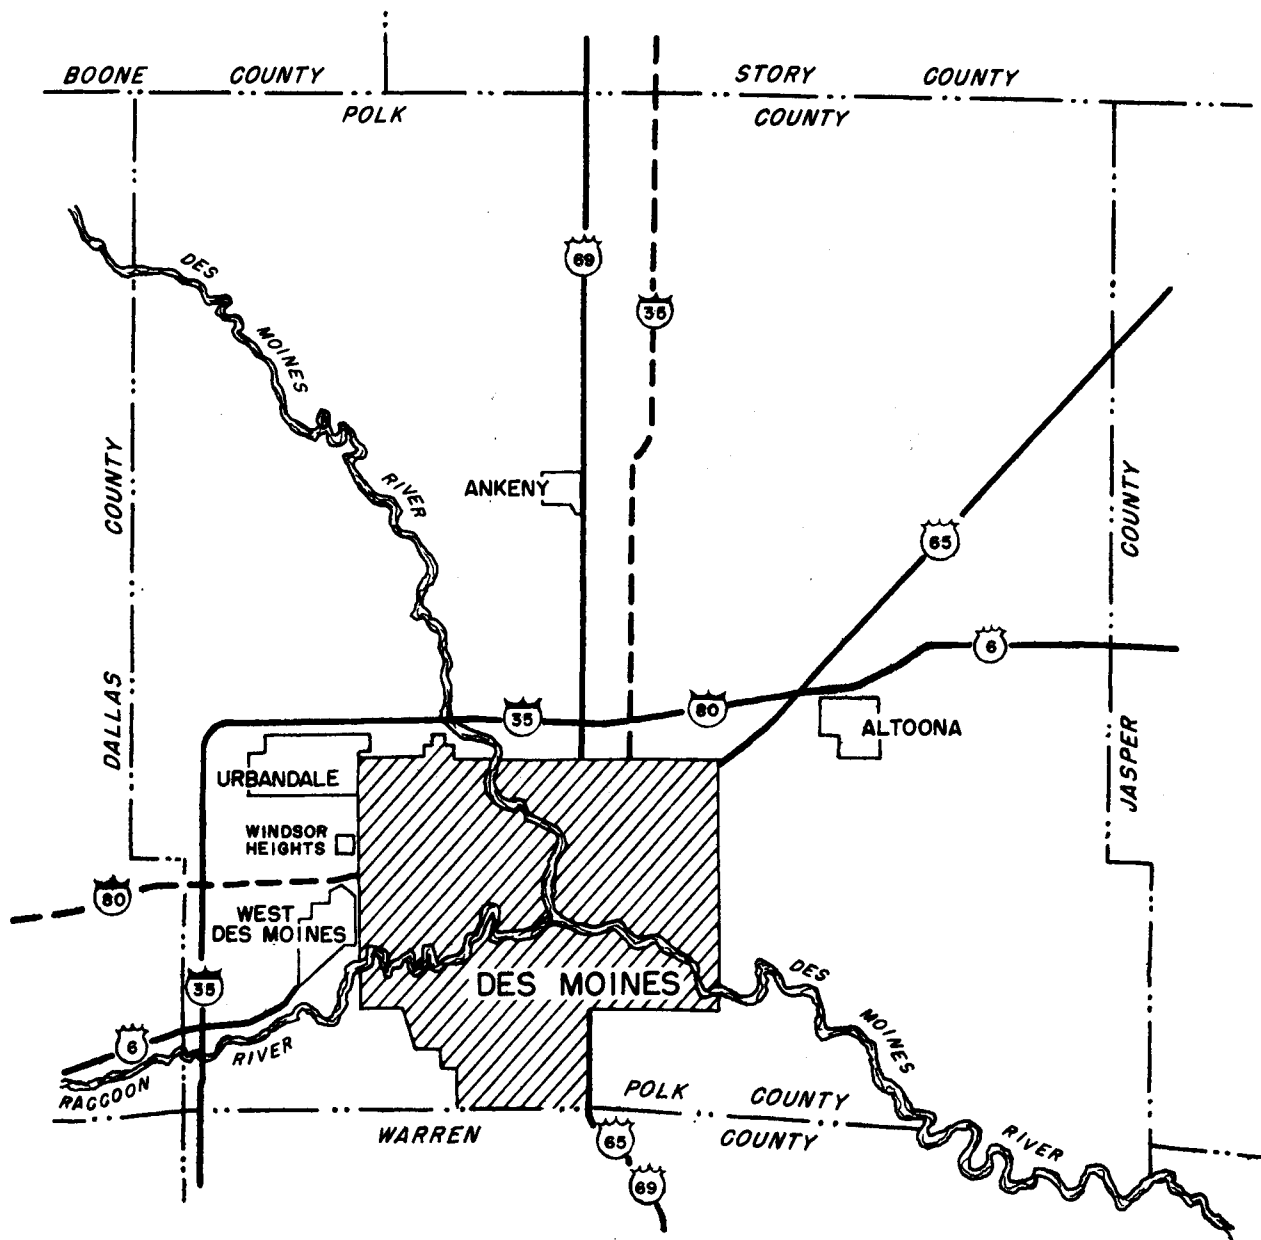 BOONE COUNTY STORY COUNTY
POLK COUNTY
DES MOINES RIVER
69
35
DALLAS COUNTY
ANKENY
65
JASPER COUNTY
6
35
80
ALTOONA
URBANDALE
WINDSOR
HEIGHTS
80
WEST
DES MOINES
35
DES MOINES
DES MOINES RIVER
6
RACCOON RIVER
POLK COUNTY
WARREN COUNTY
65
69